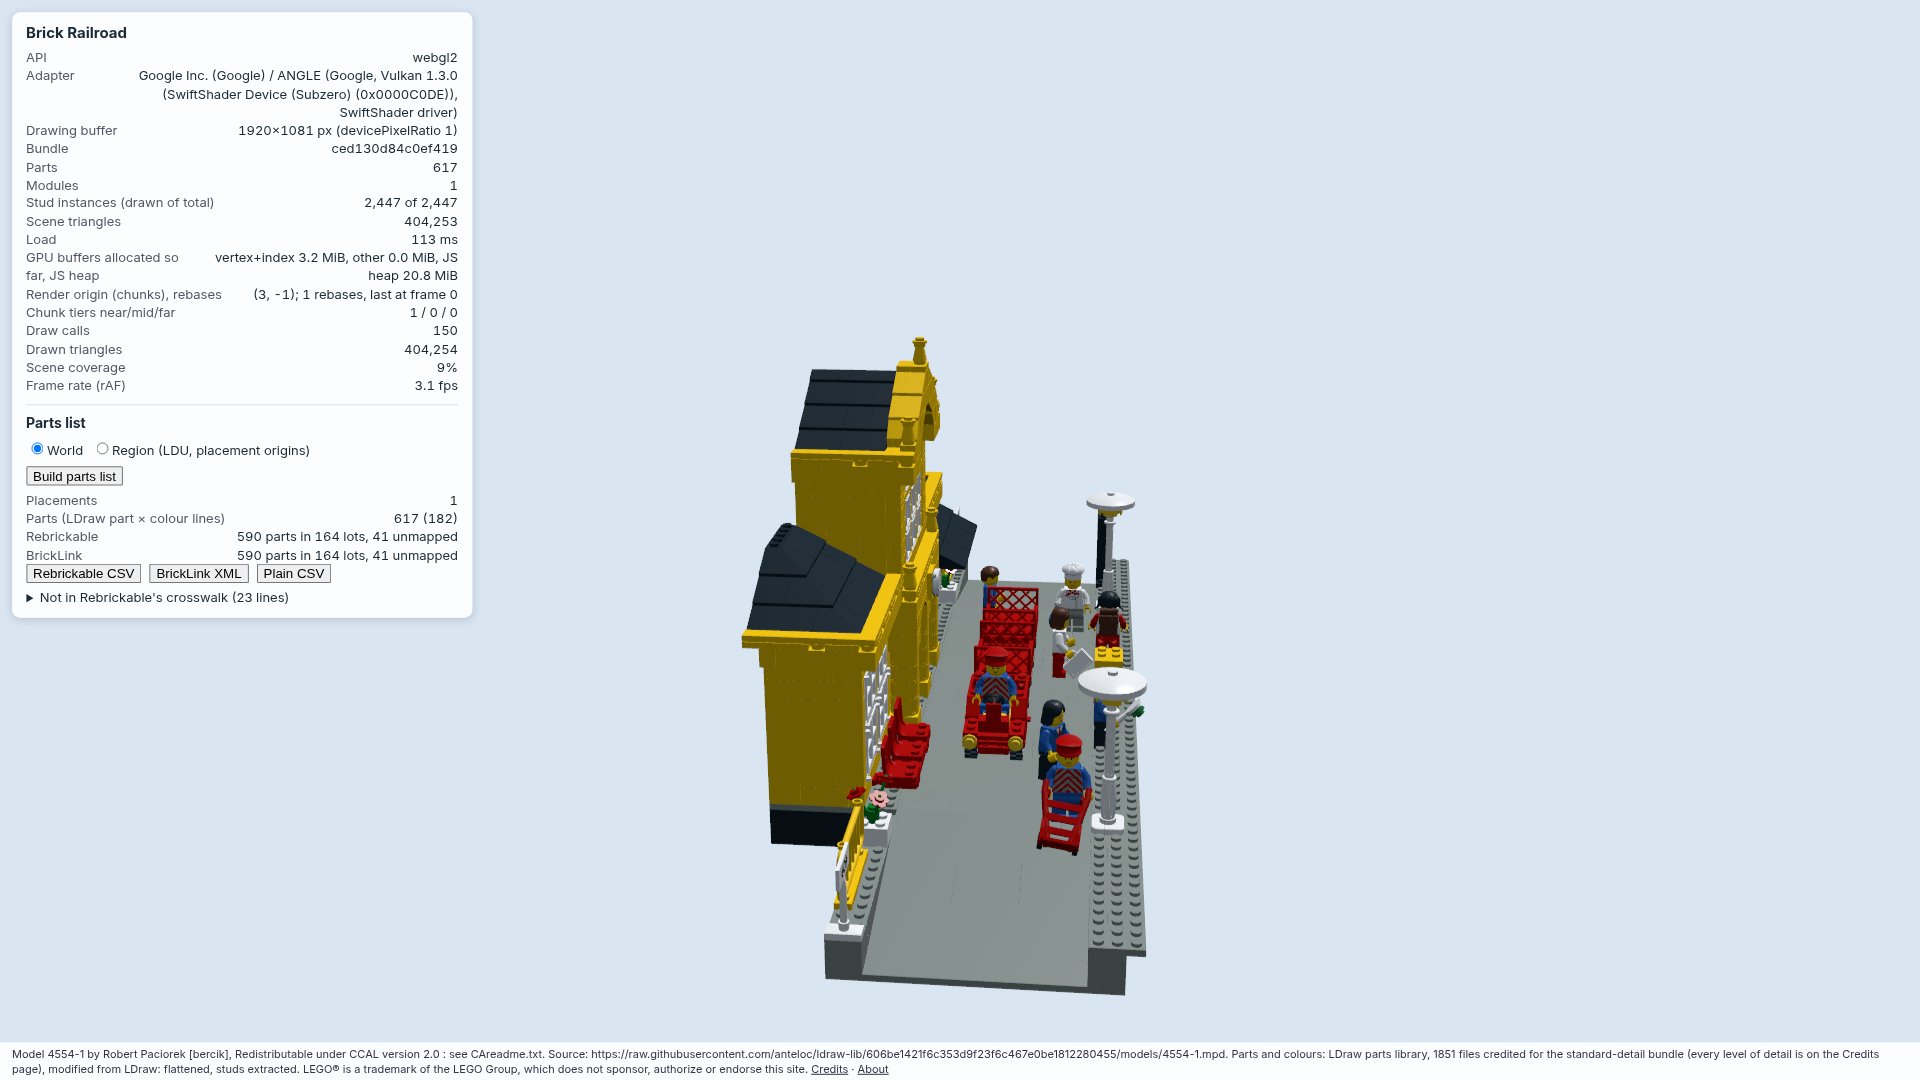 Brick Railroad
API webgl2
Adapter Google Inc. (Google) / ANGLE (Google, Vulkan 1.3.0
(SwiftShader Device (Subzero) (0x0000C0DE)),
SwiftShader driver)
Drawing buffer 1920×1081 px (devicePixelRatio 1)
Bundle ced130d84c0ef419
Parts 617
Modules 1
Stud instances (drawn of total) 2,447 of 2,447
Scene triangles 404,253
Load 113 ms
GPU buffers allocated so vertex+index 3.2 MiB, other 0.0 MiB, JS
far, JS heap heap 20.8 MiB
Render origin (chunks), rebases (3, -1); 1 rebases, last at frame 0
Chunk tiers near/mid/far 1 / 0 / 0
Draw calls 150
Drawn triangles 404,254
Scene coverage 9%
Frame rate (rAF) 3.1 fps
Parts list
World Region (LDU, placement origins)
Build parts list
Placements 1
Parts (LDraw part × colour lines) 617 (182)
Rebrickable 590 parts in 164 lots, 41 unmapped
BrickLink 590 parts in 164 lots, 41 unmapped
Rebrickable CSV BrickLink XML Plain CSV
Not in Rebrickable's crosswalk (23 lines)
Model 4554-1 by Robert Paciorek [bercik], Redistributable under CCAL version 2.0 : see CAreadme.txt. Source: https://raw.githubusercontent.com/anteloc/ldraw-lib/606be1421f6c353d9f23f6c467e0be1812280455/models/4554-1.mpd. Parts and colours: LDraw parts library, 1851 files credited for the standard-detail bundle (every level of detail is on the Credits
page), modified from LDraw: flattened, studs extracted. LEGO® is a trademark of the LEGO Group, which does not sponsor, authorize or endorse this site. Credits · About